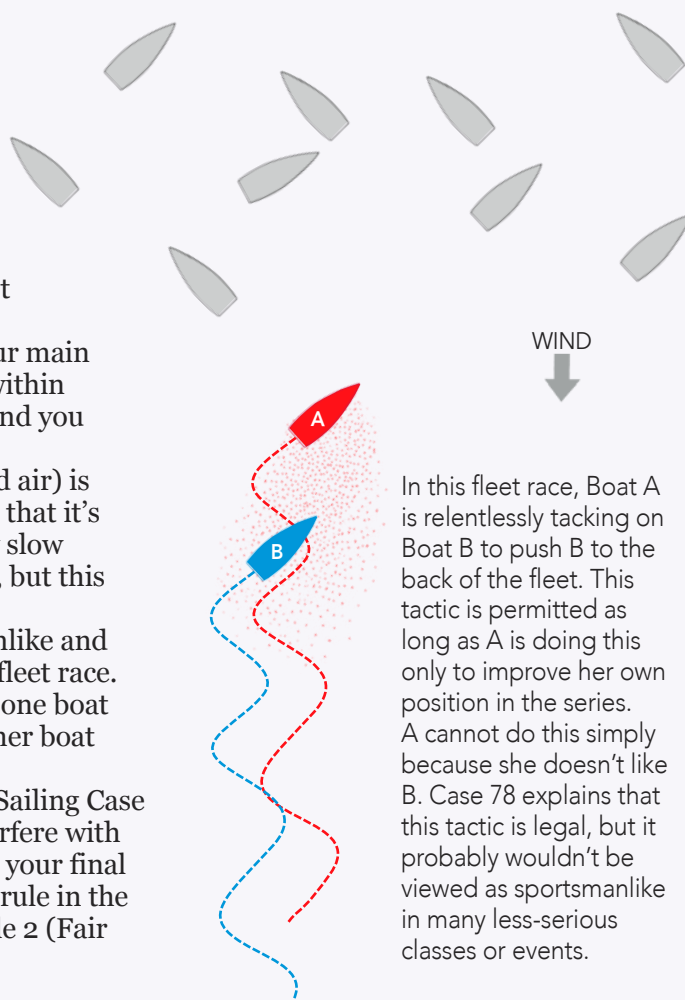 t
ur main
within
nd you
d air) is
that it's
slow
, but this
nlike and
fleet race.
one boat
her boat
Sailing Case
rfere with
your final
rule in the
le 2 (Fair
WIND
A
B
In this fleet race, Boat A
is relentlessly tacking on
Boat B to push B to the
back of the fleet. This
tactic is permitted as
long as A is doing this
only to improve her own
position in the series.
A cannot do this simply
because she doesn't like
B. Case 78 explains that
this tactic is legal, but it
probably wouldn't be
viewed as sportsmanlike
in many less-serious
classes or events.